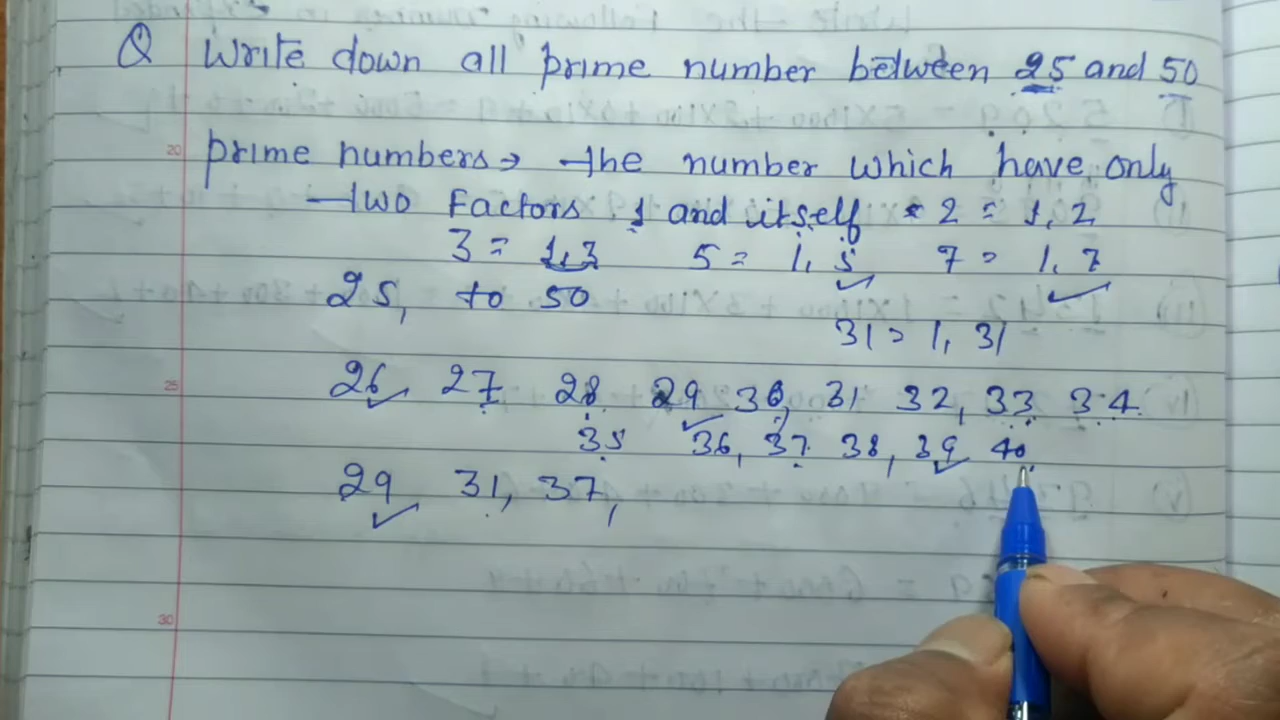 Q Write down all prime number between 25 and 50
20
prime numbers → the number which have only
two Factors 1 and itself 2 = 1, 2
3 = 1,3 5 = 1, 5 7 = 1, 7
25, to 50
31 = 1, 31
25
26, 27 28 29 30, 31 32, 33 34
35 36, 37 38, 39 40
29, 31, 37,
30